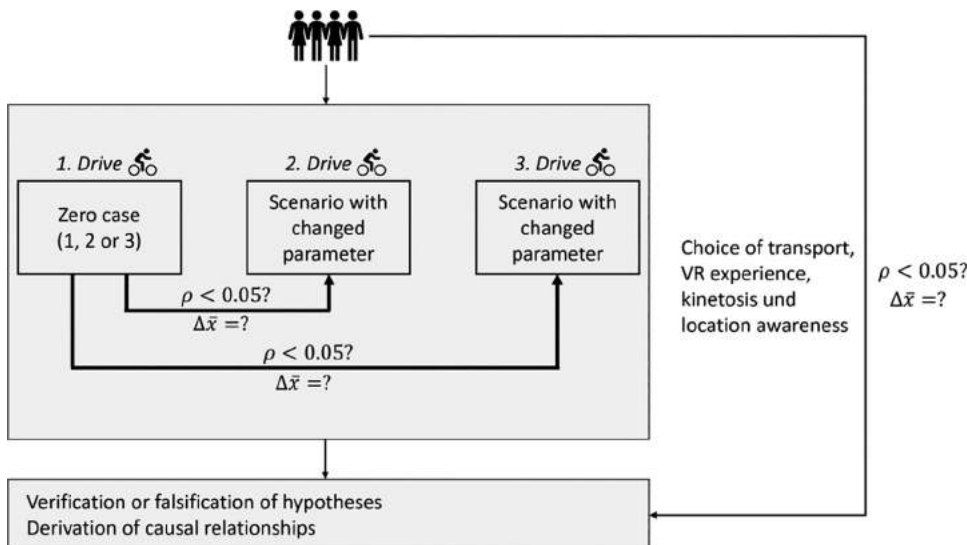 1. Drive
2. Drive
3. Drive
Zero case
(1, 2 or 3)
Scenario with
changed
parameter
Scenario with
changed
parameter
ρ < 0.05?
Δx̄ =?
ρ < 0.05?
Δx̄ =?
Choice of transport,
VR experience,
kinetosis und
location awareness
ρ < 0.05?
Δx̄ =?
Verification or falsification of hypotheses
Derivation of causal relationships